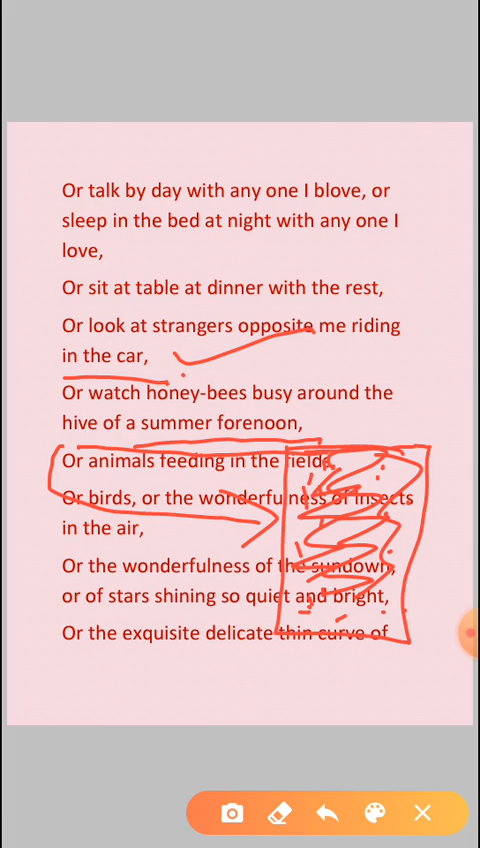 Or talk by day with any one I blove, or
sleep in the bed at night with any one I
love,
Or sit at table at dinner with the rest,
Or look at strangers opposite me riding
in the car,
Or watch honey-bees busy around the
hive of a summer forenoon,
Or animals feeding in the fields,
Or birds, or the wonderfulness of insects
in the air,
Or the wonderfulness of the sundown,
or of stars shining so quiet and bright,
Or the exquisite delicate thin curve of